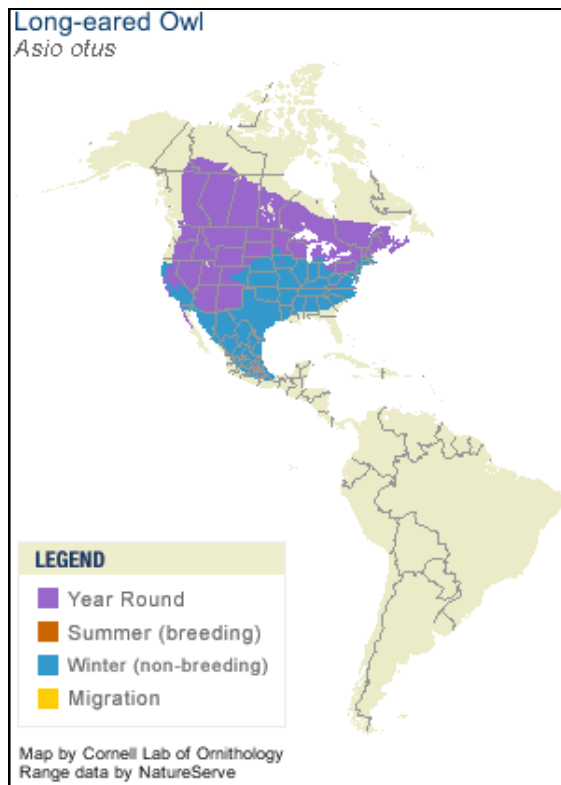 Long-eared Owl
Asio otus
LEGEND
Year Round
Summer (breeding)
Winter (non-breeding)
Migration
Map by Cornell Lab of Ornithology
Range data by NatureServe